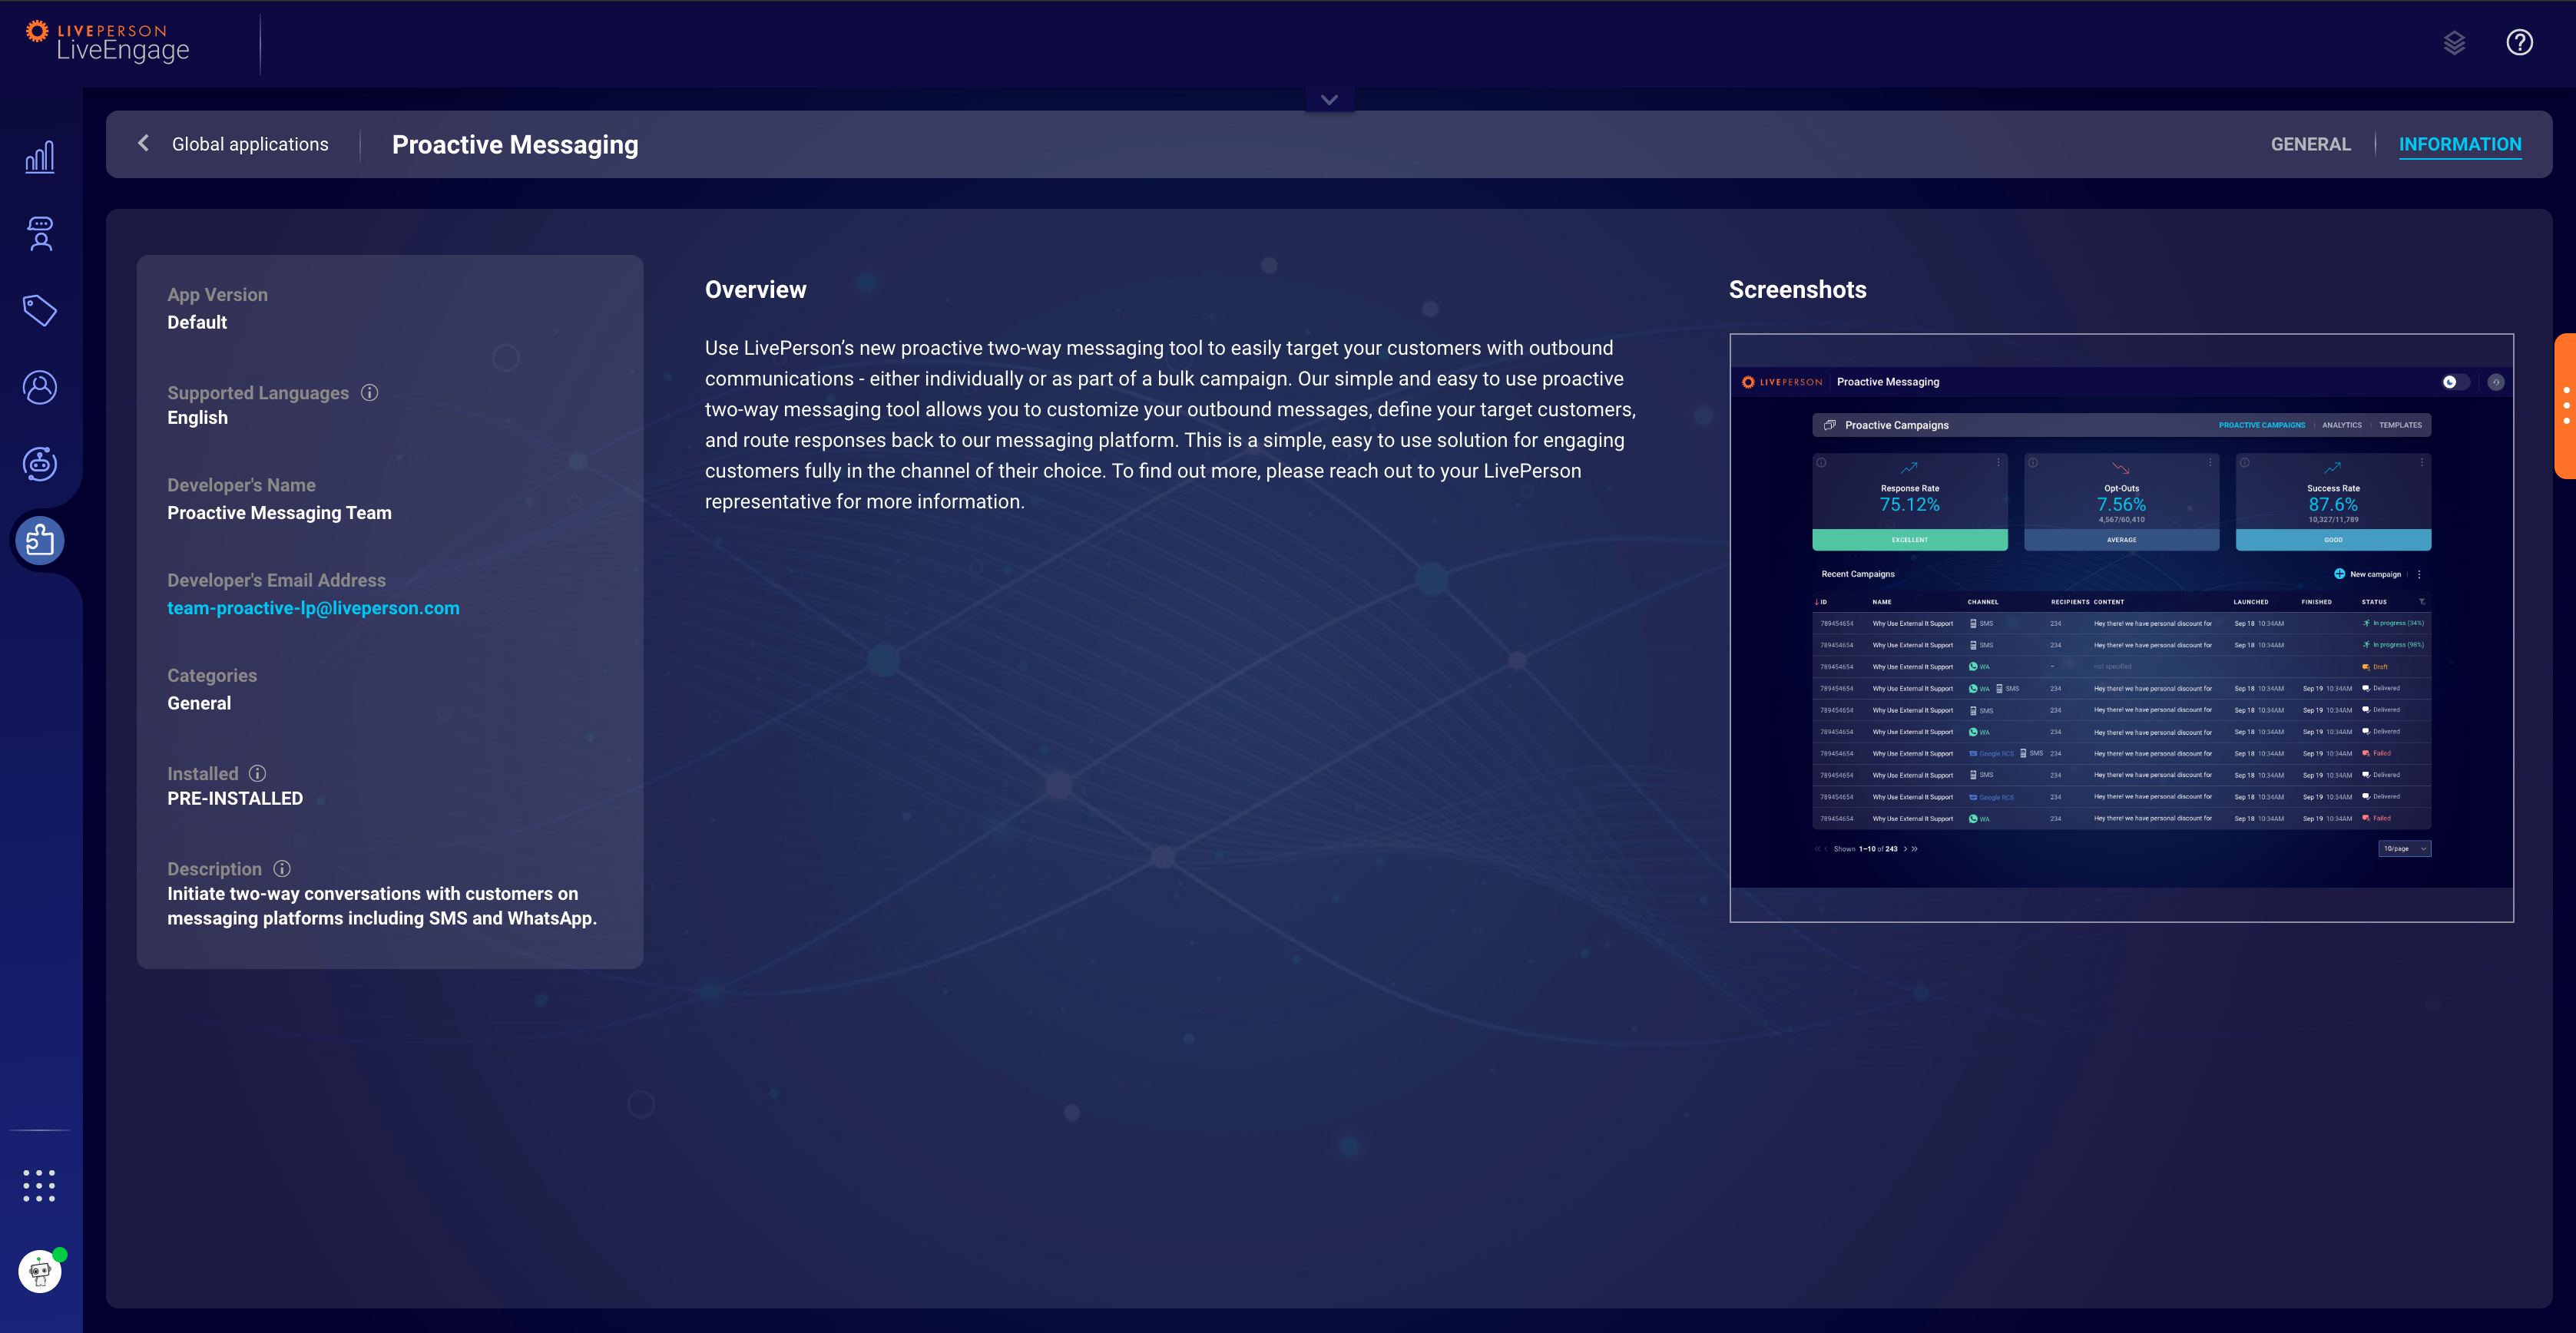 LIVEPERSON
LiveEngage
Global applications
Proactive Messaging
GENERAL
INFORMATION
App Version
Default
Supported Languages
English
Developer's Name
Proactive Messaging Team
Developer's Email Address
team-proactive-lp@liveperson.com
Categories
General
Installed
PRE-INSTALLED
Description
Initiate two-way conversations with customers on
messaging platforms including SMS and WhatsApp.
Overview
Use LivePerson’s new proactive two-way messaging tool to easily target your customers with outbound
communications - either individually or as part of a bulk campaign. Our simple and easy to use proactive
two-way messaging tool allows you to customize your outbound messages, define your target customers,
and route responses back to our messaging platform. This is a simple, easy to use solution for engaging
customers fully in the channel of their choice. To find out more, please reach out to your LivePerson
representative for more information.
Screenshots
LIVEPERSON Proactive Messaging
Proactive Campaigns PROACTIVE CAMPAIGNS ANALYTICS TEMPLATES
Response Rate
75.12%
EXCELLENT
Opt-Outs
7.56%
4,567/60,410
AVERAGE
Success Rate
87.6%
10,327/11,789
GOOD
Recent Campaigns New campaign
ID NAME CHANNEL RECIPIENTS CONTENT LAUNCHED FINISHED STATUS
789454654 Why Use External It Support SMS 234 Hey there! we have personal discount for Sep 18 10:34AM In progress (34%)
789454654 Why Use External It Support SMS 234 Hey there! we have personal discount for Sep 18 10:34AM In progress (98%)
789454654 Why Use External It Support WA – not specified Draft
789454654 Why Use External It Support WA SMS 234 Hey there! we have personal discount for Sep 18 10:34AM Sep 19 10:34AM Delivered
789454654 Why Use External It Support SMS 234 Hey there! we have personal discount for Sep 18 10:34AM Sep 19 10:34AM Delivered
789454654 Why Use External It Support WA 234 Hey there! we have personal discount for Sep 18 10:34AM Sep 19 10:34AM Delivered
789454654 Why Use External It Support Google RCS SMS 234 Hey there! we have personal discount for Sep 18 10:34AM Sep 19 10:34AM Failed
789454654 Why Use External It Support SMS 234 Hey there! we have personal discount for Sep 18 10:34AM Sep 19 10:34AM Delivered
789454654 Why Use External It Support Google RCS 234 Hey there! we have personal discount for Sep 18 10:34AM Sep 19 10:34AM Delivered
789454654 Why Use External It Support WA 234 Hey there! we have personal discount for Sep 18 10:34AM Sep 19 10:34AM Failed
Shown 1–10 of 243
10/page